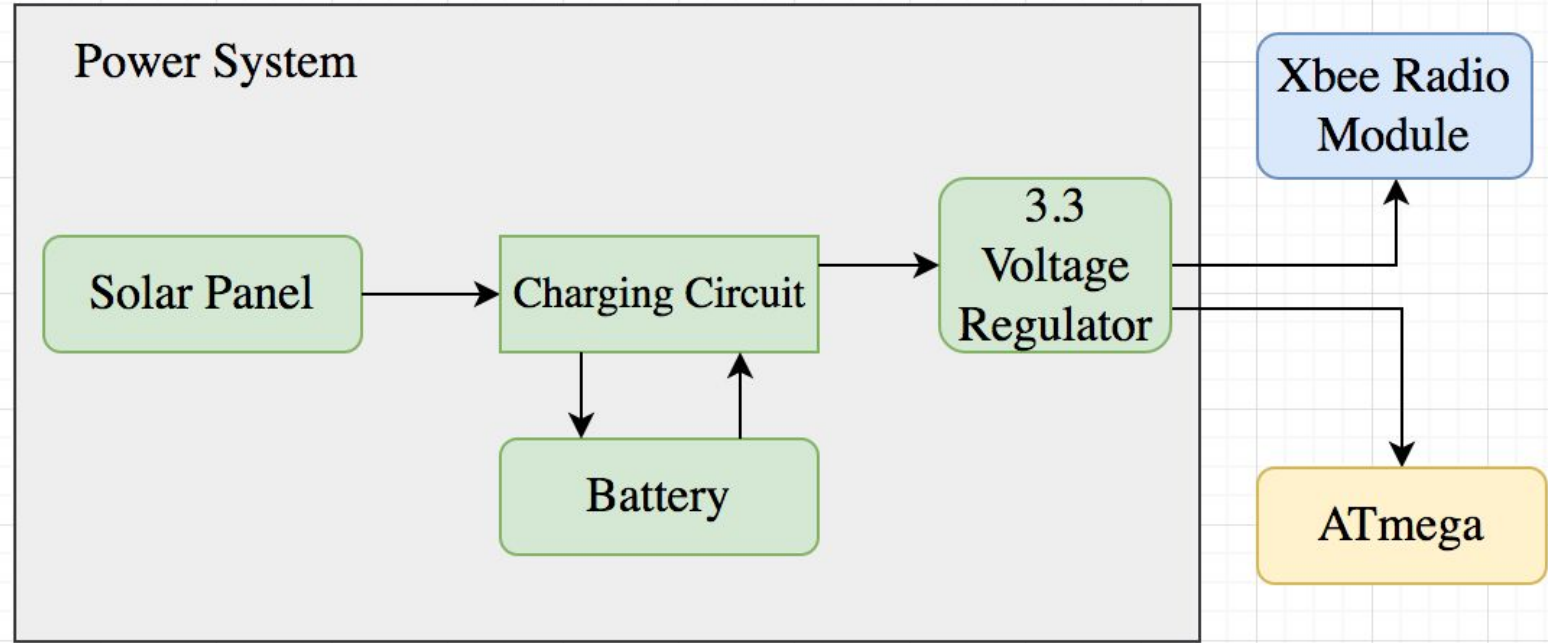 Power System
Xbee Radio
Module
3.3
Voltage
Regulator
Solar Panel
Charging Circuit
Battery
ATmega